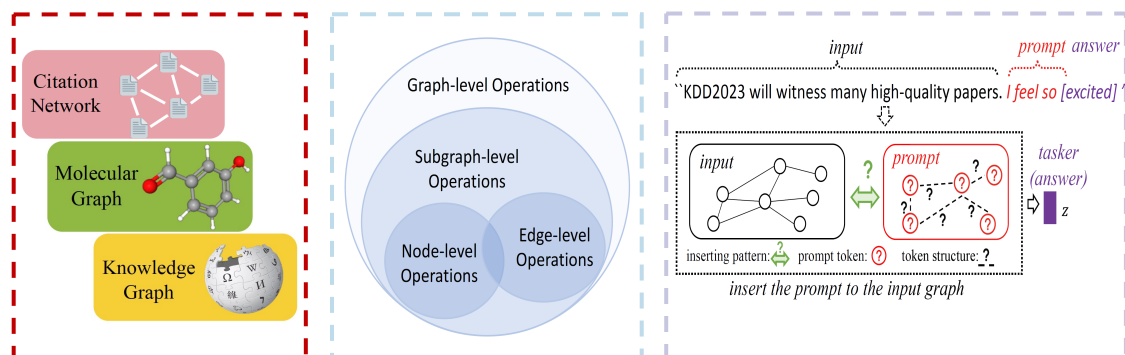 Citation
Network
Molecular
Graph
Knowledge
Graph
Ω
W
И
維
Graph-level Operations
Subgraph-level
Operations
Node-level
Operations
Edge-level
Operations
input
prompt answer
``KDD2023 will witness many high-quality papers. I feel so [excited] "
input
?
prompt
?
?
?
?
?
?
?
?
?
tasker
(answer)
z
inserting pattern: ? prompt token: ? token structure: ?
insert the prompt to the input graph